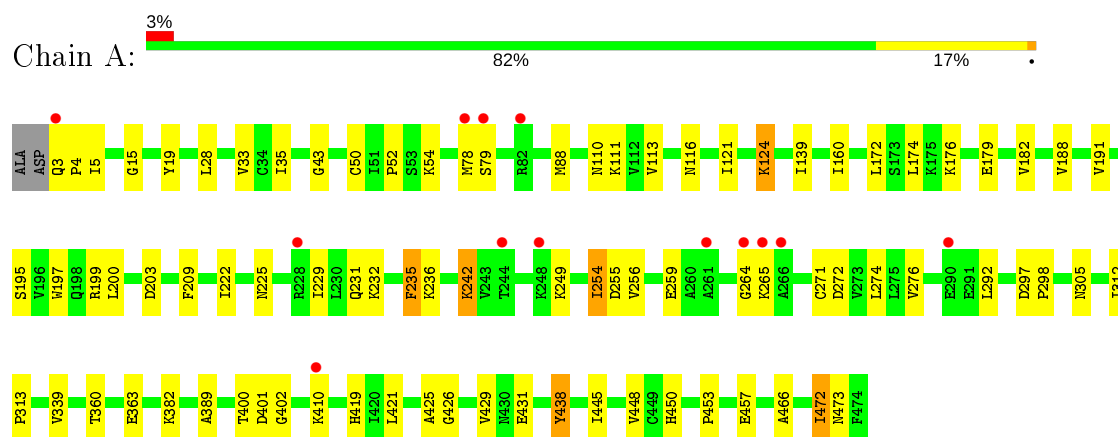 3%
Chain A:
82% 17%
ALA ASP Q3 P4 I5 G15 Y19 L28 V33 C34 I35 G43 C50 I51 P52 S53 K54 M78 S79 R82 M88 N110 K111 V112 V113 N116 I121 K124 I139 I160 L172 S173 L174 K175 K176 E179 V182 V188 V191
S195 V196 W197 Q198 R199 L200 D203 F209 I222 N225 R228 I229 L230 Q231 K232 F235 K236 K242 V243 T244 K248 K249 I254 D255 V256 E259 A260 A261 G264 K265 A266 C271 D272 V273 L274 L275 V276 E290 E291 L292 D297 P298 N305
P313 V339 T360 E363 K382 A389 T400 D401 G402 K410 H419 I420 L421 A425 G426 V429 N430 E431 Y438 I445 V448 C449 H450 P453 E457 A466 I472 N473 F474